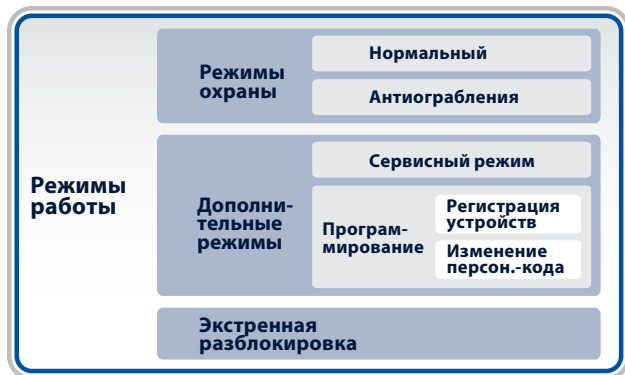 Режимы
работы
Режимы
охраны
Нормальный
Антиограбления
Дополни-
тельные
режимы
Сервисный режим
Програм-
мирование
Регистрация
устройств
Изменение
персон.-кода
Экстренная
разблокировка